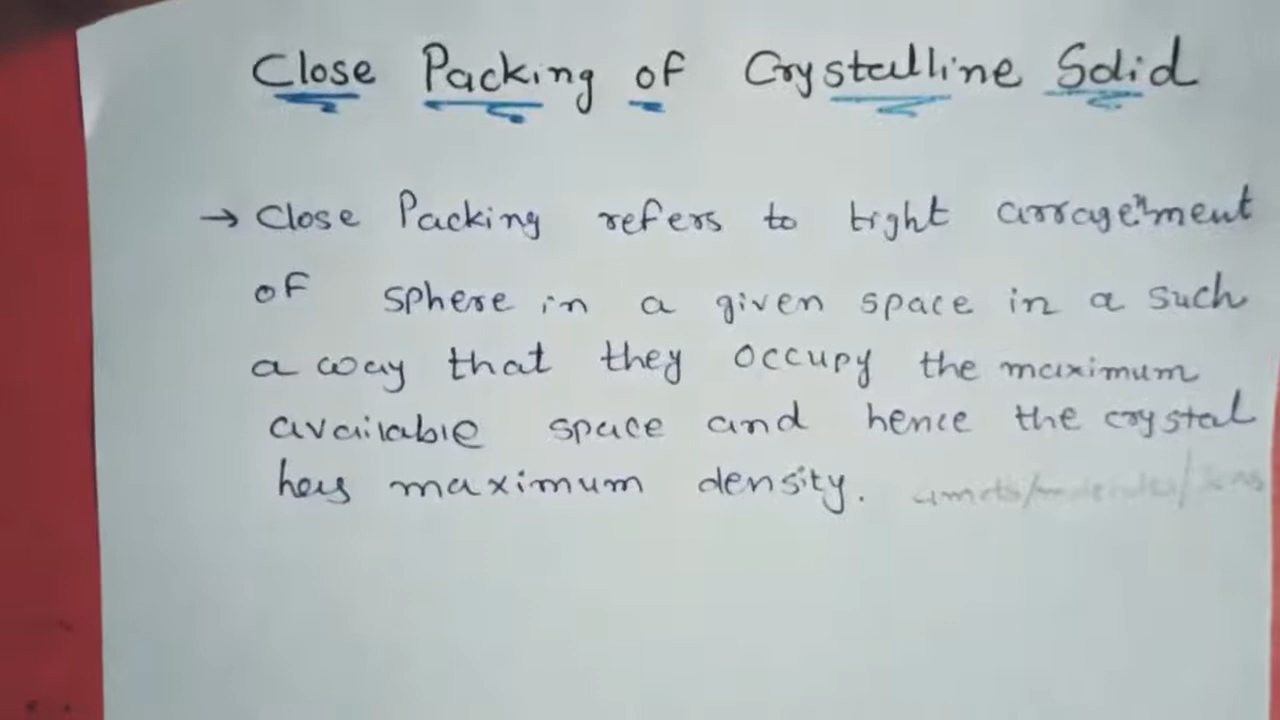 Close Packing of Crystalline Solid
→ Close Packing refers to tight arragenment
of sphere in a given space in a such
a way that they occupy the maximum
available space and hence the crystal
has maximum density.